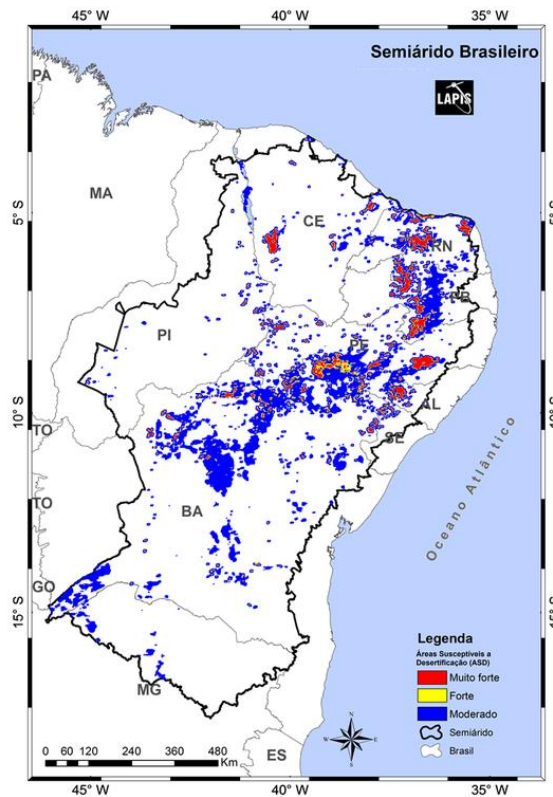 45° W 40° W 35° W
Semiárido Brasileiro
LAPIS
PA
MA
CE
5° S
RN
PB
PI
PE
AL
10° S
SE
TO
BA
TO
GO
15° S
MG
ES
Oceano Atlântico
Legenda
Áreas Susceptíveis a
Desertificação (ASD)
Muito forte
Forte
Moderado
Semiárido
Brasil
N
W E
S
0 60 120 240 360 480
Km
45° W 40° W 35° W